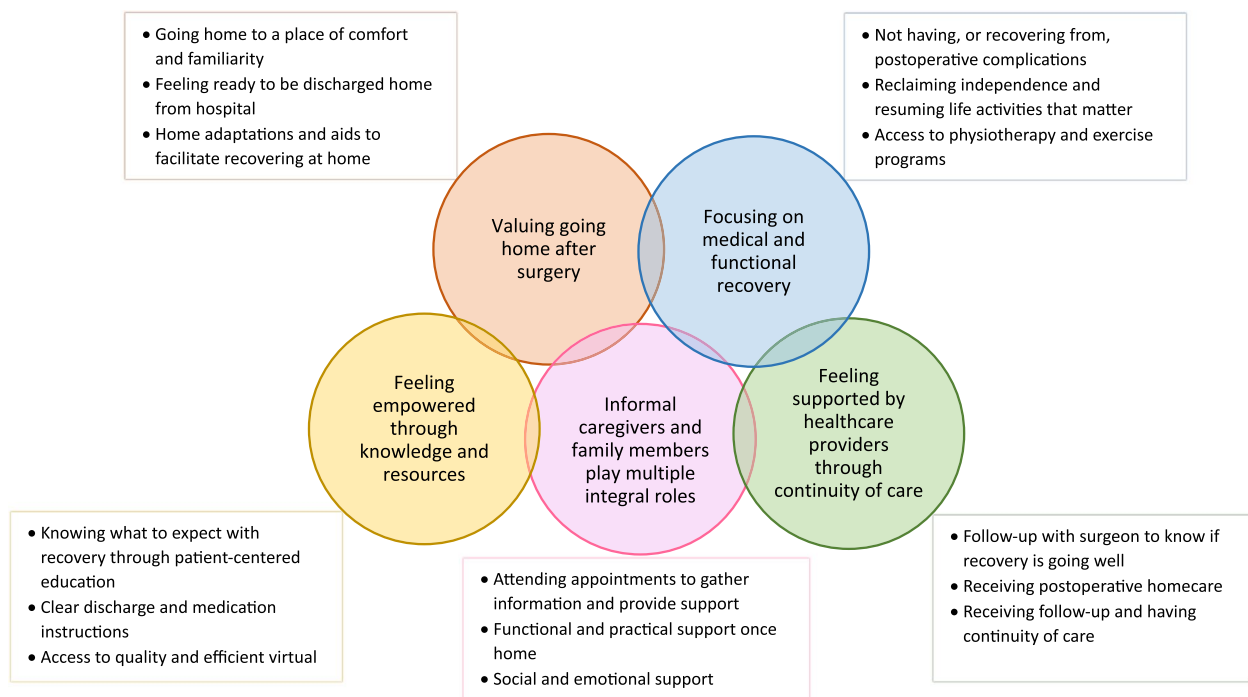 • Going home to a place of comfort
and familiarity
• Feeling ready to be discharged home
from hospital
• Home adaptations and aids to
facilitate recovering at home
• Not having, or recovering from,
postoperative complications
• Reclaiming independence and
resuming life activities that matter
• Access to physiotherapy and exercise
programs
Valuing going
home after
surgery
Focusing on
medical and
functional
recovery
Feeling
empowered
through
knowledge and
resources
Informal
caregivers and
family members
play multiple
integral roles
Feeling
supported by
healthcare
providers
through
continuity of care
• Knowing what to expect with
recovery through patient-centered
education
• Clear discharge and medication
instructions
• Access to quality and efficient virtual
• Attending appointments to gather
information and provide support
• Functional and practical support once
home
• Social and emotional support
• Follow-up with surgeon to know if
recovery is going well
• Receiving postoperative homecare
• Receiving follow-up and having
continuity of care